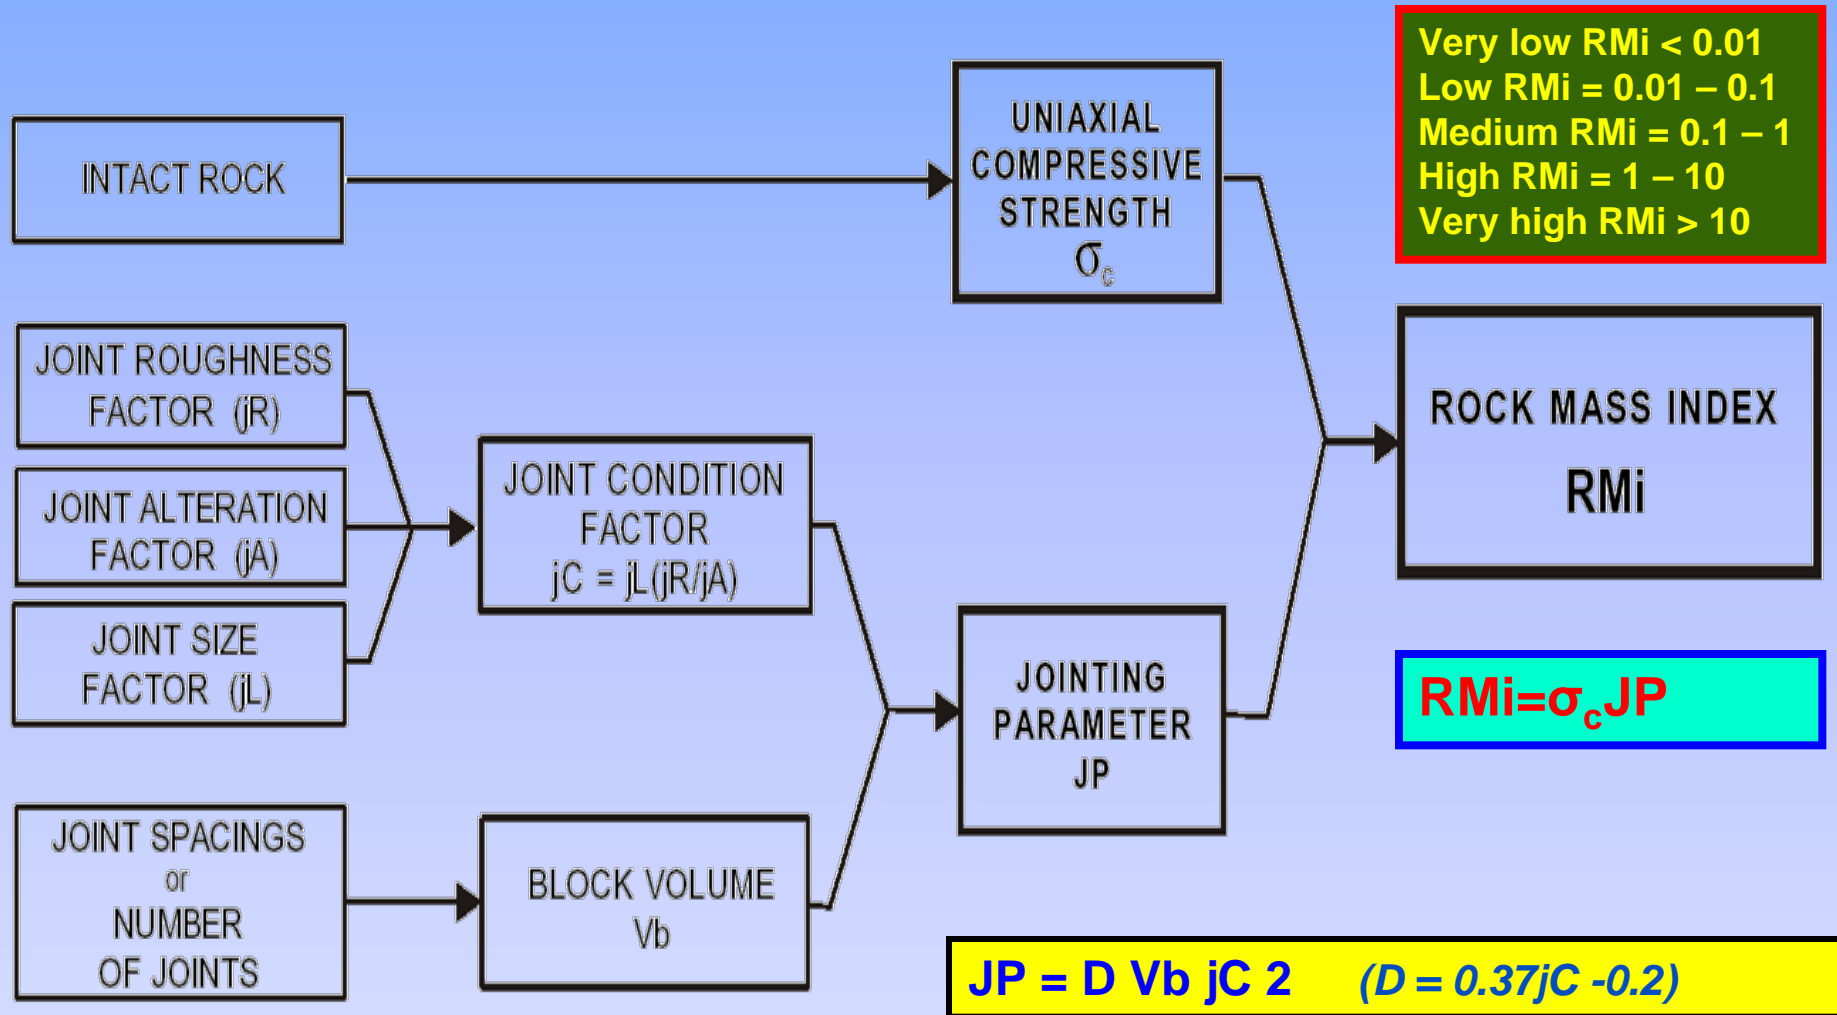 Very low RMi < 0.01
Low RMi = 0.01 – 0.1
Medium RMi = 0.1 – 1
High RMi = 1 – 10
Very high RMi > 10
INTACT ROCK
UNIAXIAL
COMPRESSIVE
STRENGTH
σc
JOINT ROUGHNESS
FACTOR (jR)
JOINT ALTERATION
FACTOR (jA)
JOINT SIZE
FACTOR (jL)
JOINT CONDITION
FACTOR
jC = jL(jR/jA)
ROCK MASS INDEX
RMi
JOINTING
PARAMETER
JP
RMi=σcJP
JOINT SPACINGS
or
NUMBER
OF JOINTS
BLOCK VOLUME
Vb
JP = D Vb jC 2 (D = 0.37jC -0.2)